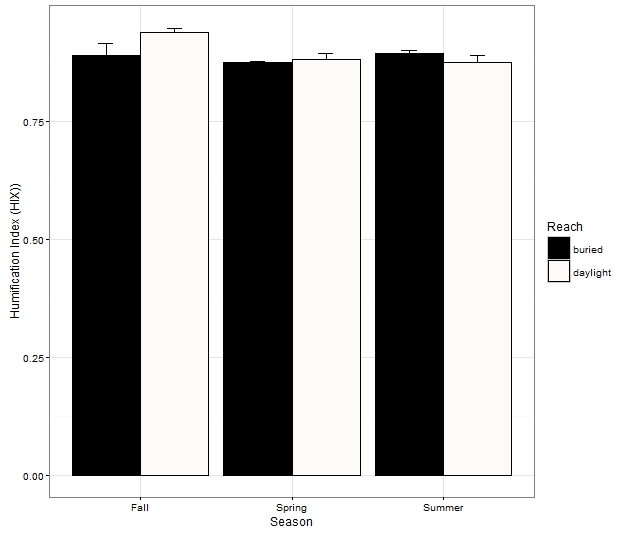 0.75
0.50
0.25
0.00
Humification Index (HIX))
Fall
Spring
Summer
Season
Reach
buried
daylight